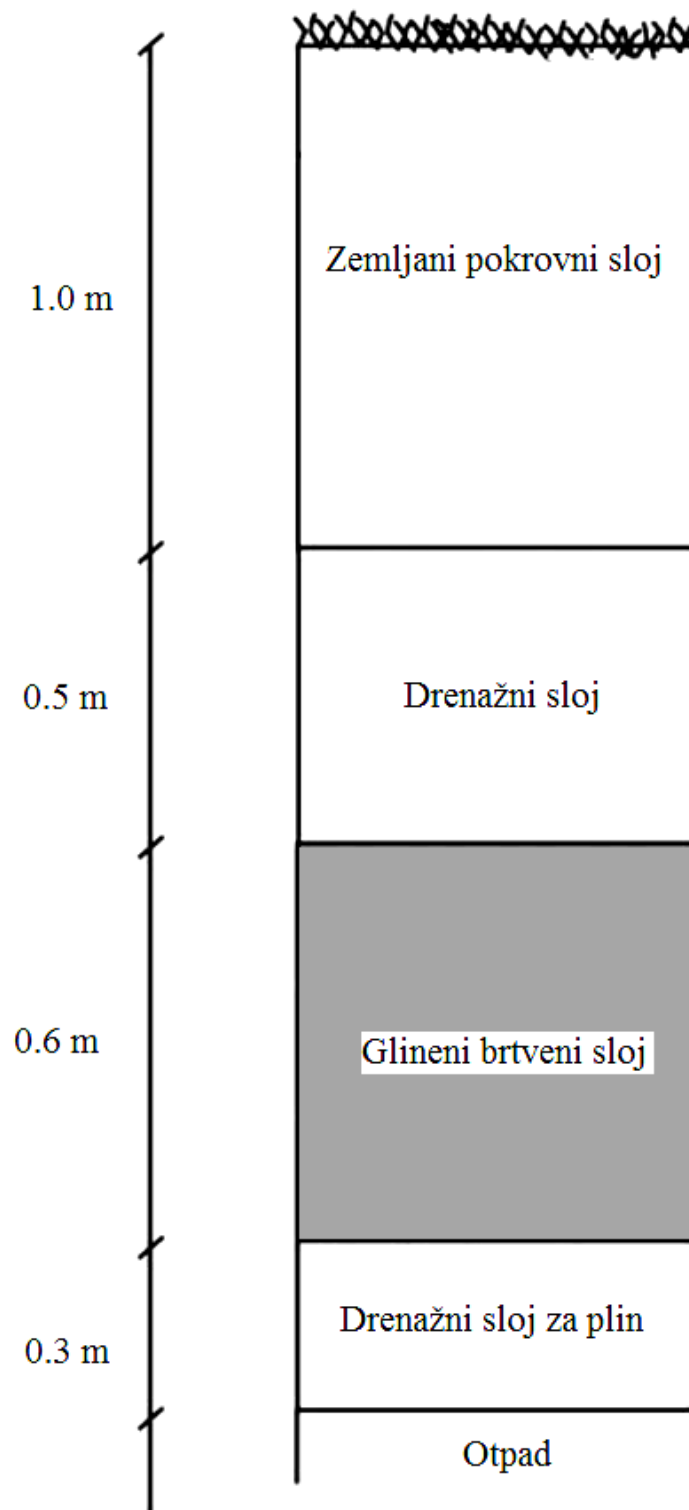 Zemljani pokrovni sloj
1.0 m
Drenažni sloj
0.5 m
Glineni brtveni sloj
0.6 m
Drenažni sloj za plin
0.3 m
Otpad